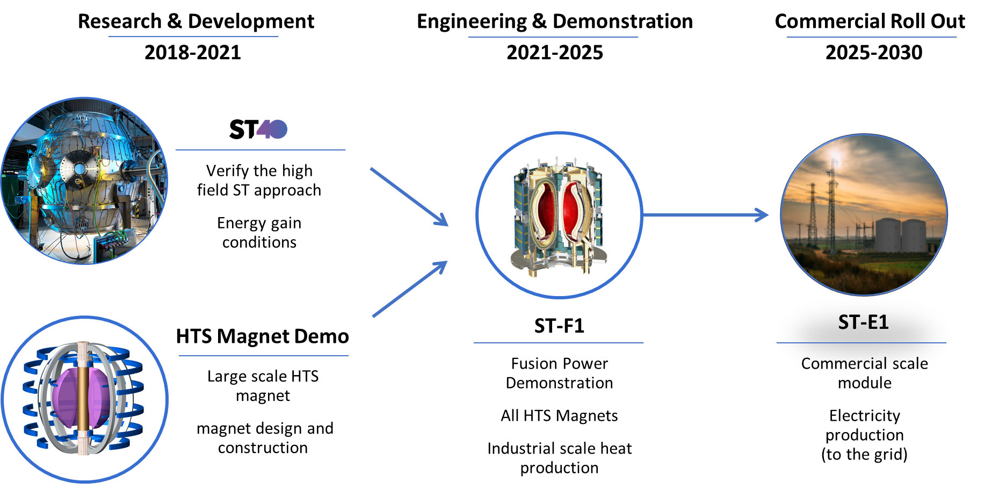 Research & Development
2018-2021
Engineering & Demonstration
2021-2025
Commercial Roll Out
2025-2030
ST40
Verify the high
field ST approach
Energy gain
conditions
HTS Magnet Demo
Large scale HTS
magnet
magnet design and
construction
ST-F1
Fusion Power
Demonstration
All HTS Magnets
Industrial scale heat
production
ST-E1
Commercial scale
module
Electricity
production
(to the grid)